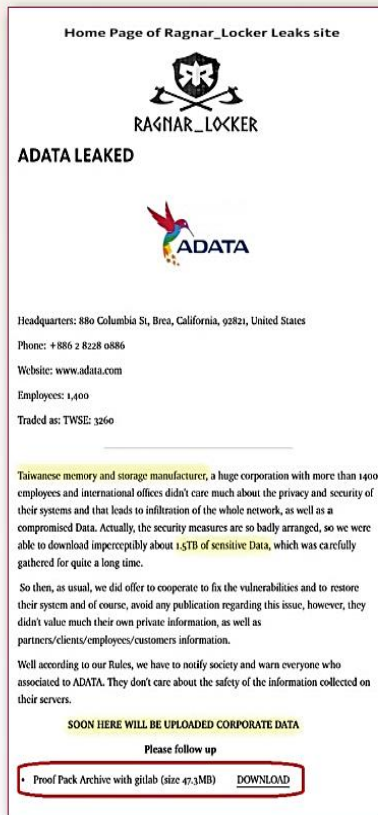 Home Page of Ragnar_Locker Leaks site
RAGNAR_LOCKER
ADATA LEAKED
ADATA
Headquarters: 880 Columbia St, Brea, California, 92821, United States
Phone: +886 2 8228 0886
Website: www.adata.com
Employees: 1,400
Traded as: TWSE: 3260
Taiwanese memory and storage manufacturer, a huge corporation with more than 1400
employees and international offices didn't care much about the privacy and security of
their systems and that leads to infiltration of the whole network, as well as a
compromised Data. Actually, the security measures are so badly arranged, so we were
able to download imperceptibly about 1.5TB of sensitive Data, which was carefully
gathered for quite a long time.
So then, as usual, we did offer to cooperate to fix the vulnerabilities and to restore
their system and of course, avoid any publication regarding this issue, however, they
didn't value much their own private information, as well as
partners/clients/employees/customers information.
Well according to our Rules, we have to notify society and warn everyone who
associated to ADATA. They don't care about the safety of the information collected on
their servers.
SOON HERE WILL BE UPLOADED CORPORATE DATA
Please follow up
• Proof Pack Archive with gitlab (size 47.3MB) DOWNLOAD